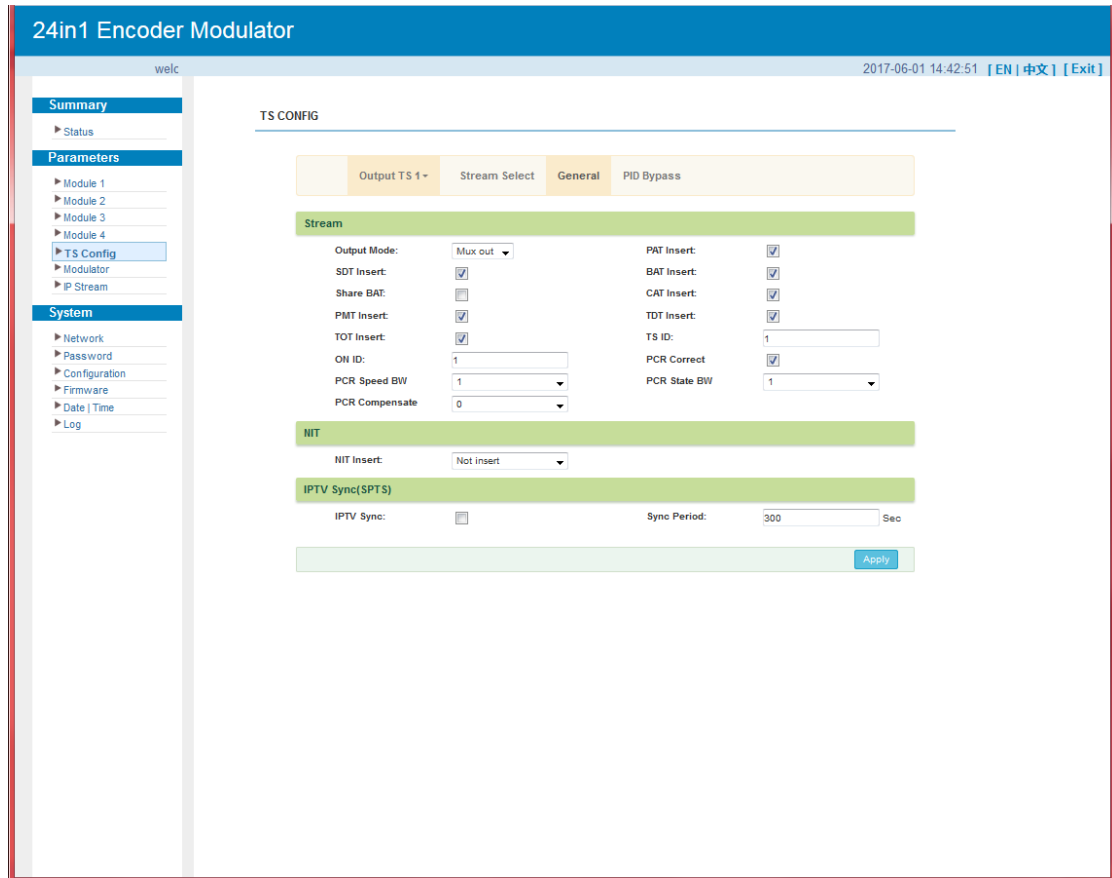 24in1 Encoder Modulator
welc
2017-06-01 14:42:51 [ EN | 中文 ] [ Exit ]
Summary
Status
Parameters
Module 1
Module 2
Module 3
Module 4
TS Config
Modulator
IP Stream
System
Network
Password
Configuration
Firmware
Date | Time
Log
TS CONFIG
Output TS 1 Stream Select General PID Bypass
Stream
Output Mode: Mux out PAT Insert:
SDT Insert: BAT Insert:
Share BAT: CAT Insert:
PMT Insert: TDT Insert:
TOT Insert: TS ID: 1
ON ID: 1 PCR Correct
PCR Speed BW 1 PCR State BW 1
PCR Compensate 0
NIT
NIT Insert: Not insert
IPTV Sync(SPTS)
IPTV Sync: Sync Period: 300 Sec
Apply